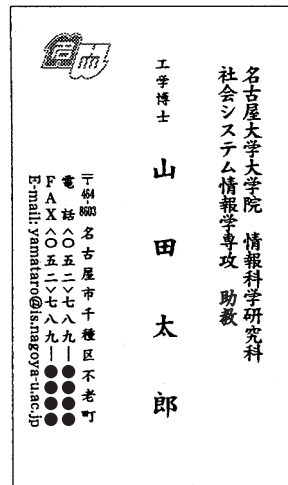 名古屋大学大学院 情報科学研究科
社会システム情報学専攻 助教
工学博士 山田太郎
〒464-8603 名古屋市千種区不老町
電話〈〇五二〉七八九―●●●●
FAX〈〇五二〉七八九―●●●●
E-mail: yamataro@is.nagoya-u.ac.jp